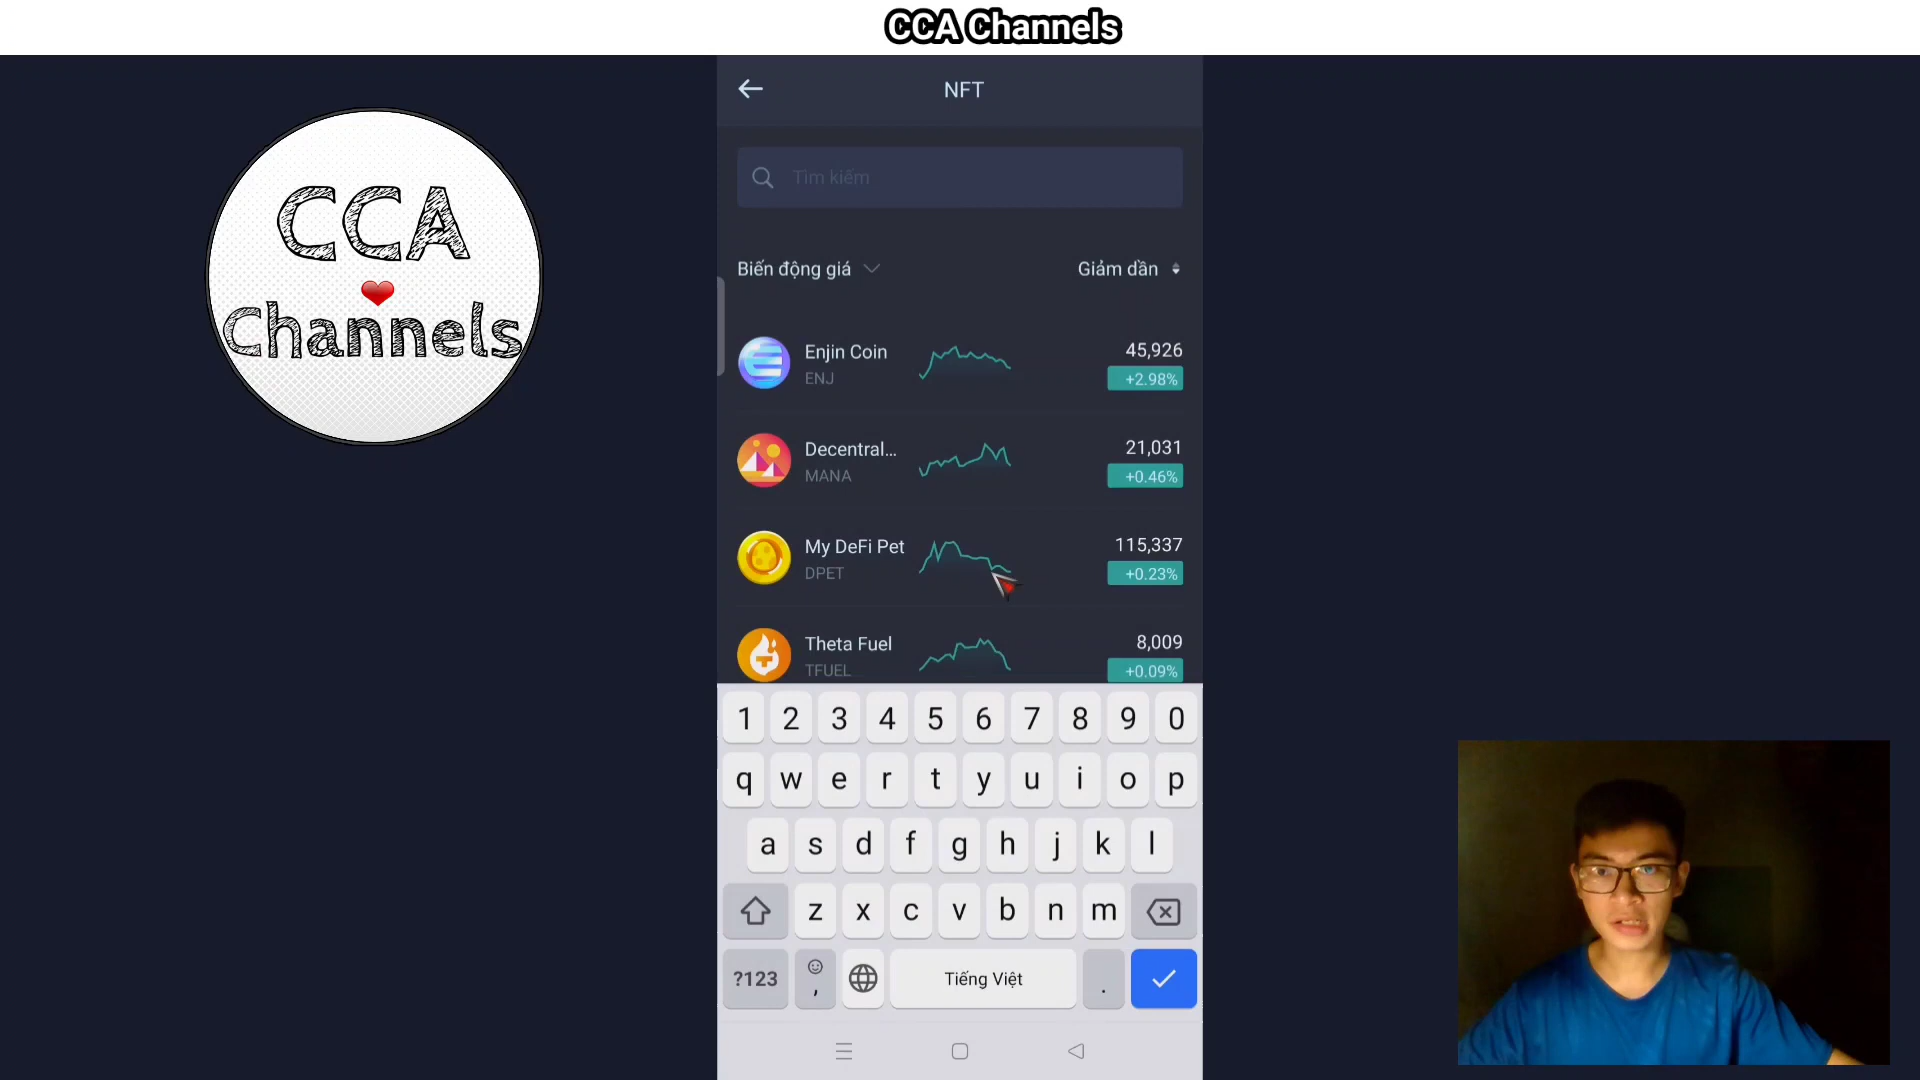 CCA Channels
CCA
Channels
NFT
Tìm kiếm
Biến động giá
Giảm dần
Enjin Coin
45,926
ENJ
+2.98%
Decentral...
21,031
MANA
+0.46%
My DeFi Pet
115,337
DPET
+0.23%
Theta Fuel
8,009
TFUEL
+0.09%
1 2 3 4 5 6 7 8 9 0
q w e r t y u i o p
a s d f g h j k l
z x c v b n m
?123 , Tiếng Việt .